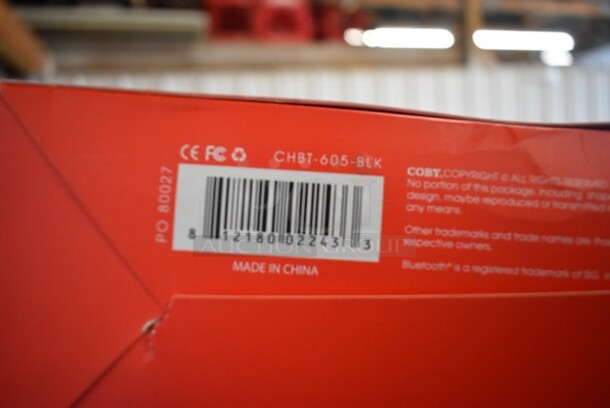 CE FC CHBT-605-BLK
PO 80027
8 12180 02243 3
AUCTION GROUP
MADE IN CHINA
COBY. COPYRIGHT © ALL RIGHTS RESERVED
No portion of this package, including
design, maybe reproduced or transmitted
any means.
Other trademarks and trade names are
respective owners.
Bluetooth® is a registered trademark of SIG.